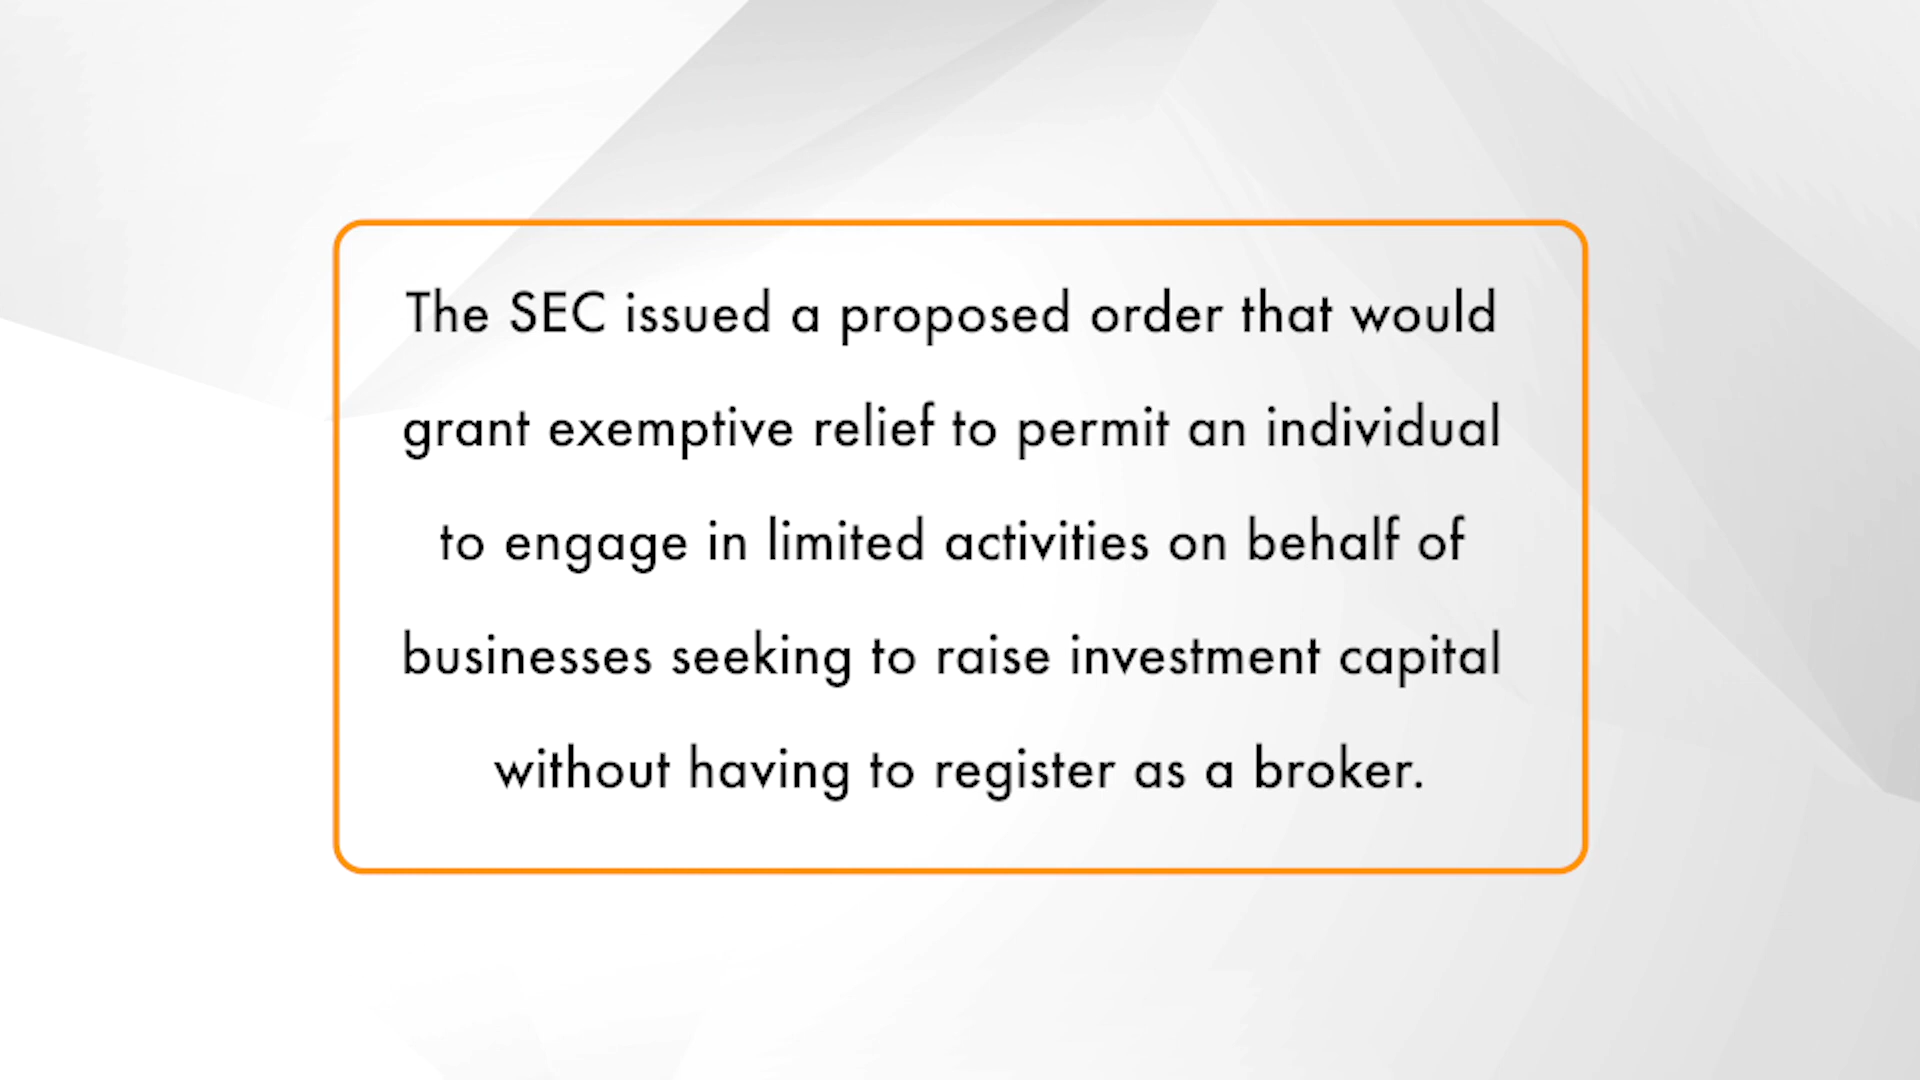 The SEC issued a proposed order that would
grant exemptive relief to permit an individual
to engage in limited activities on behalf of
businesses seeking to raise investment capital
without having to register as a broker.